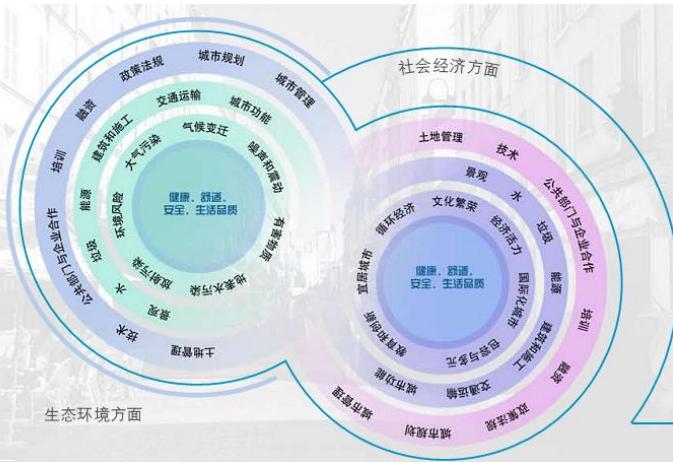 生态环境方面
城市管理
城市规划
政策法规
融资
培训
公共部门与企业合作
技术
土地管理
城市功能
交通运输
建筑和施工
能源
垃圾
水
景观
气候变迁
大气污染
环境风险
放射污染
地表水污染
有害物质
噪声和震动
健康、舒适、
安全、生活品质
社会经济方面
土地管理
技术
公共部门与企业合作
培训
融资
政策法规
城市规划
城市管理
景观
水
垃圾
能源
建筑和施工
交通运输
城市功能
文化繁荣
经济活力
国际化城市
包容与多元
教育和创新
宜居城市
循环经济
健康、舒适、
安全、生活品质